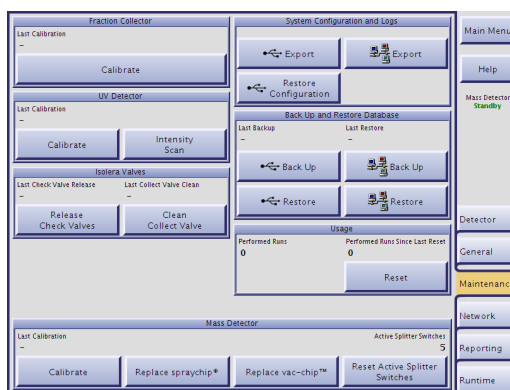 Fraction Collector
Last Calibration
–
Calibrate
UV Detector
Last Calibration
–
Calibrate
Intensity
Scan
Isolera Valves
Last Check Valve Release
Last Collect Valve Clean
–
–
Release
Check Valves
Clean
Collect Valve
System Configuration and Logs
Export
Export
Restore
Configuration
Back Up and Restore Database
Last Backup
Last Restore
–
–
Back Up
Back Up
Restore
Restore
Usage
Performed Runs
Performed Runs Since Last Reset
0
0
Reset
Mass Detector
Last Calibration
Active Splitter Switches
–
5
Calibrate
Replace spraychip®
Replace vac-chip™
Reset Active Splitter
Switches
Main Menu
Help
Mass Detector
Standby
Detector
General
Maintenanc
Network
Reporting
Runtime